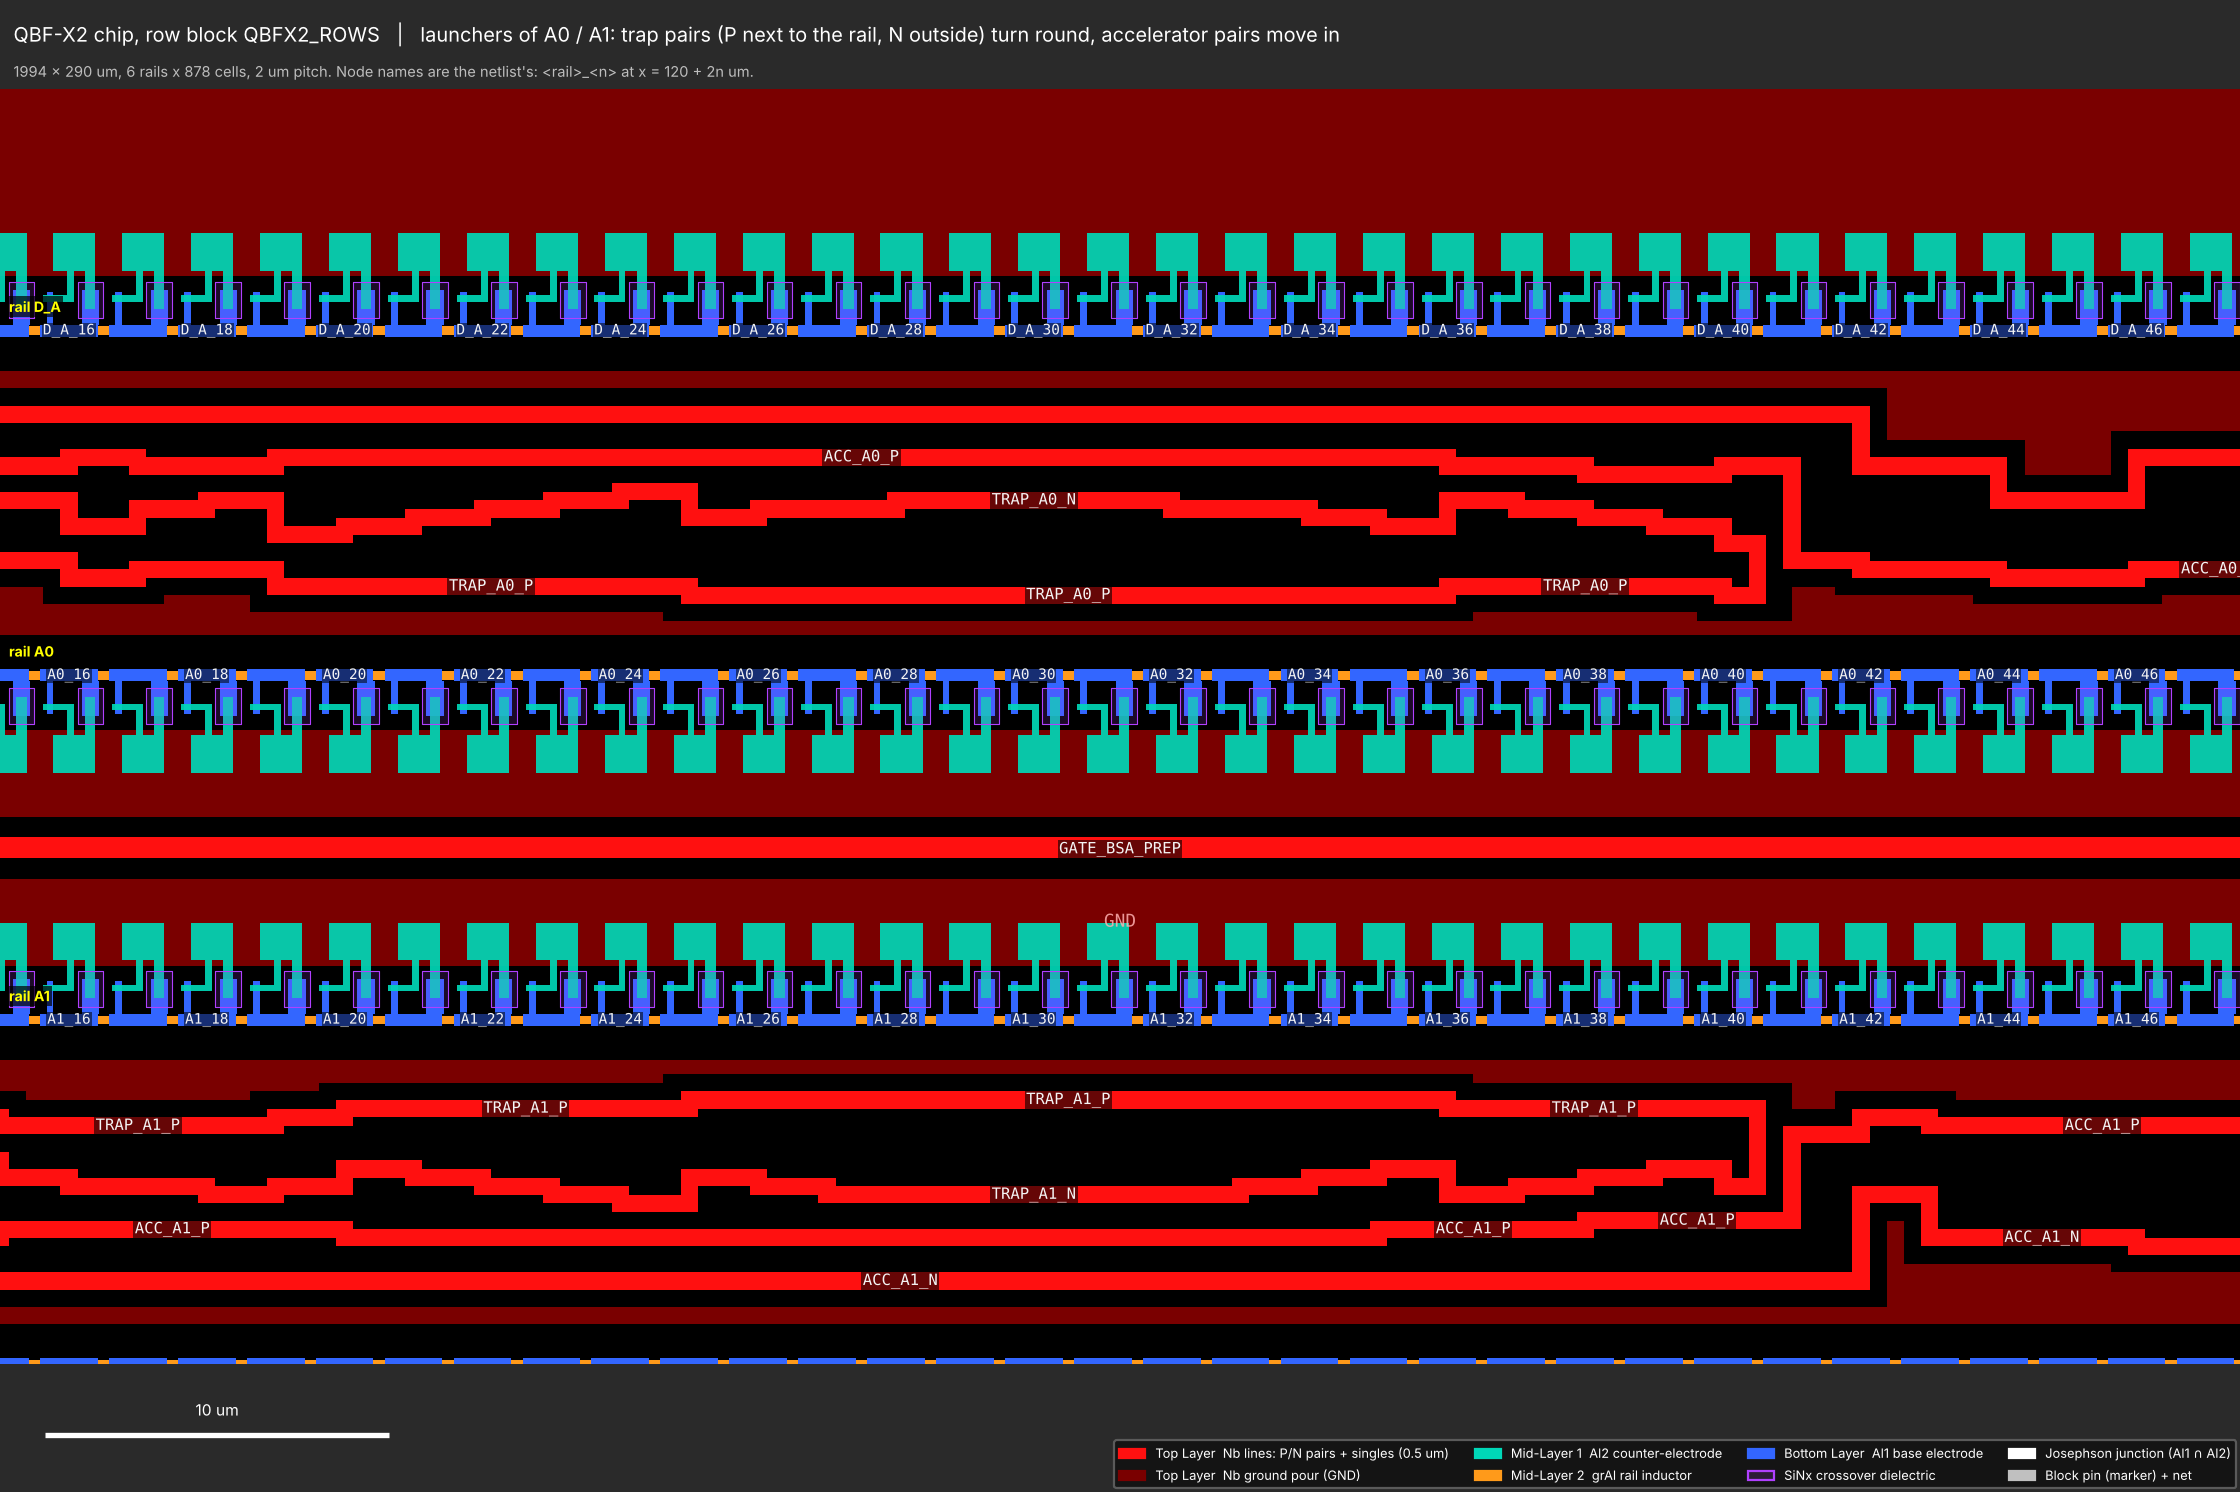 QBF-X2 chip, row block QBFX2_ROWS | launchers of A0 / A1: trap pairs (P next to the rail, N outside) turn round, accelerator pairs move in
1994 × 290 um, 6 rails x 878 cells, 2 um pitch. Node names are the netlist's: <rail>_<n> at x = 120 + 2n um.
rail D_A
D_A_16 D_A_18 D_A_20 D_A_22 D_A_24 D_A_26 D_A_28 D_A_30 D_A_32 D_A_34 D_A_36 D_A_38 D_A_40 D_A_42 D_A_44 D_A_46
ACC_A0_P
TRAP_A0_N
ACC_A0_
TRAP_A0_P TRAP_A0_P TRAP_A0_P
rail A0
A0_16 A0_18 A0_20 A0_22 A0_24 A0_26 A0_28 A0_30 A0_32 A0_34 A0_36 A0_38 A0_40 A0_42 A0_44 A0_46
GATE_BSA_PREP
GND
rail A1
A1_16 A1_18 A1_20 A1_22 A1_24 A1_26 A1_28 A1_30 A1_32 A1_34 A1_36 A1_38 A1_40 A1_42 A1_44 A1_46
TRAP_A1_P TRAP_A1_P TRAP_A1_P TRAP_A1_P ACC_A1_P
TRAP_A1_N
ACC_A1_P ACC_A1_P ACC_A1_P ACC_A1_N
ACC_A1_N
10 um
Top Layer Nb lines: P/N pairs + singles (0.5 um)
Top Layer Nb ground pour (GND)
Mid-Layer 1 Al2 counter-electrode
Mid-Layer 2 grAl rail inductor
Bottom Layer Al1 base electrode
SiNx crossover dielectric
Josephson junction (Al1 ∩ Al2)
Block pin (marker) + net